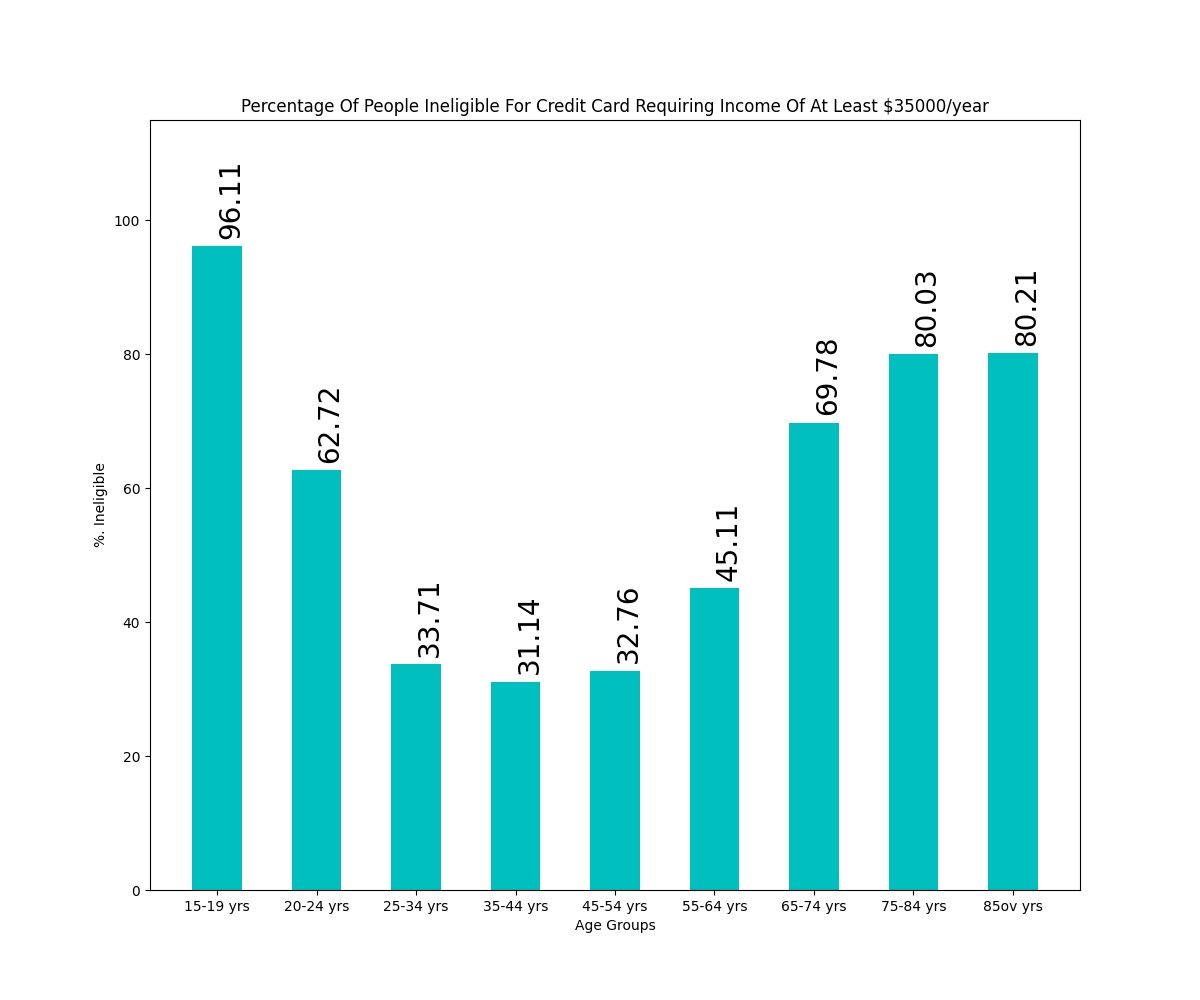 Percentage Of People Ineligible For Credit Card Requiring Income Of At Least $35000/year
%. Ineligible
100
80
60
40
20
0
96.11
62.72
33.71
31.14
32.76
45.11
69.78
80.03
80.21
15-19 yrs
20-24 yrs
25-34 yrs
35-44 yrs
45-54 yrs
55-64 yrs
65-74 yrs
75-84 yrs
85ov yrs
Age Groups